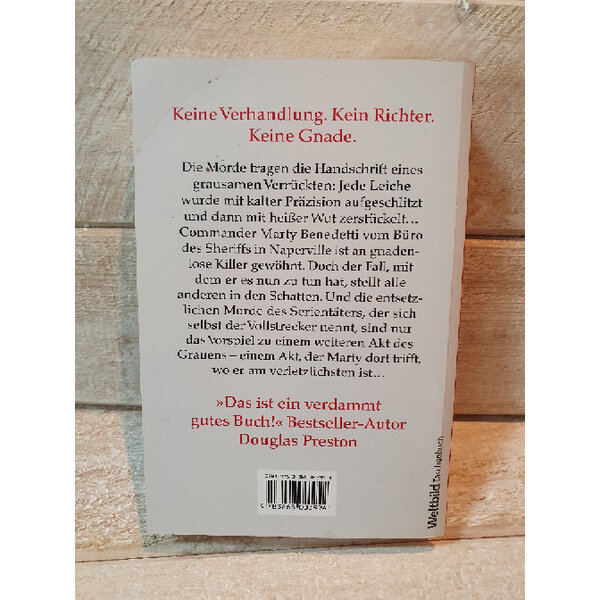 Keine Verhandlung. Kein Richter.
Keine Gnade.
Die Morde tragen die Handschrift eines
grausamen Verrückten: Jede Leiche
wurde mit kalter Präzision aufgeschlitzt
und dann mit heißer Wut zerstückelt…
Commander Marty Benedetti vom Büro
des Sheriffs in Naperville ist an gnaden-
lose Killer gewöhnt. Doch der Fall, mit
dem er es nun zu tun hat, stellt alle
anderen in den Schatten. Und die entsetz-
lichen Morde des Serientäters, der sich
selbst der Vollstrecker nennt, sind nur
das Vorspiel zu einem weiteren Akt des
Grauens – einem Akt, der Marty dort trifft,
wo er am verletzlichsten ist…
»Das ist ein verdammt
gutes Buch!« Bestseller-Autor
Douglas Preston
Weltbild Taschenbuch